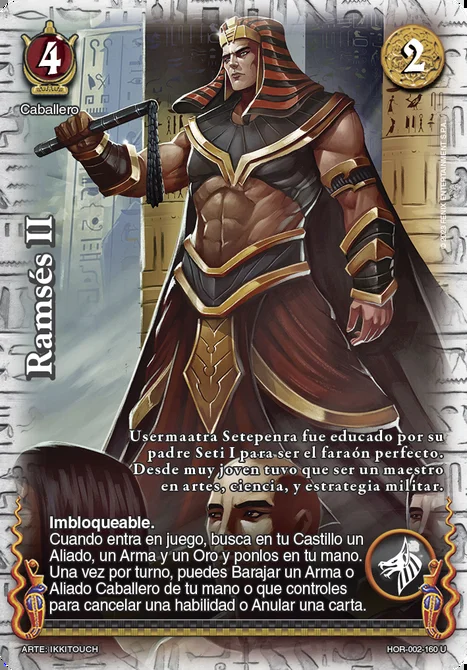 4
2
Caballero
Ramsés II
Usermaatra Setepenra fue educado por su
padre Seti I para ser el faraón perfecto.
Desde muy joven tuvo que ser un maestro
en artes, ciencia, y estrategia militar.
Imbloqueable.
Cuando entra en juego, busca en tu Castillo un
Aliado, un Arma y un Oro y ponlos en tu mano.
Una vez por turno, puedes Barajar un Arma o
Aliado Caballero de tu mano o que controles
para cancelar una habilidad o Anular una carta.
ARTE: IKKITOUCH
HOR-002-160 U